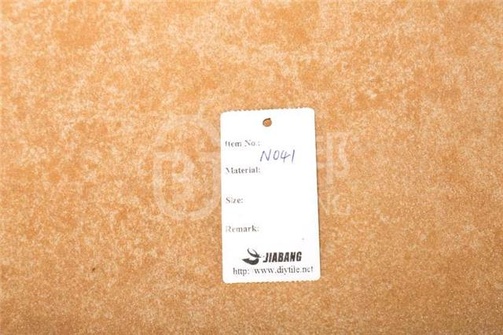 Item No.:
N041
Material:
Size:
Remark:
JIABANG
http: www.diytile.net